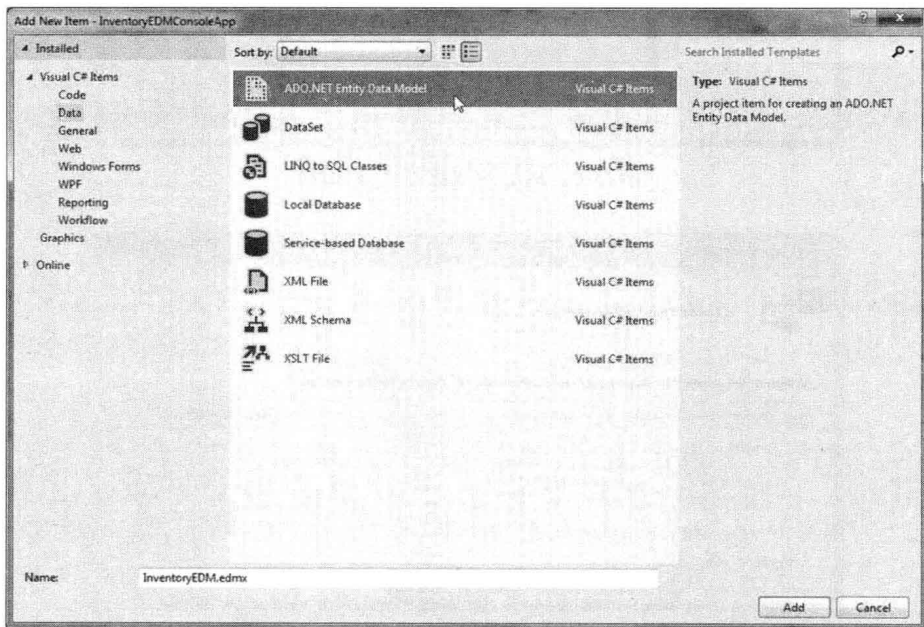 Add New Item - InventoryEDMConsoleApp
Installed
Sort by: Default
Search Installed Templates
Visual C# Items
Code
Data
General
Web
Windows Forms
WPF
Reporting
Workflow
Graphics
Online
ADO.NET Entity Data Model Visual C# Items
DataSet Visual C# Items
LINQ to SQL Classes Visual C# Items
Local Database Visual C# Items
Service-based Database Visual C# Items
XML File Visual C# Items
XML Schema Visual C# Items
XSLT File Visual C# Items
Type: Visual C# Items
A project item for creating an ADO.NET
Entity Data Model.
Name: InventoryEDM.edmx
Add Cancel